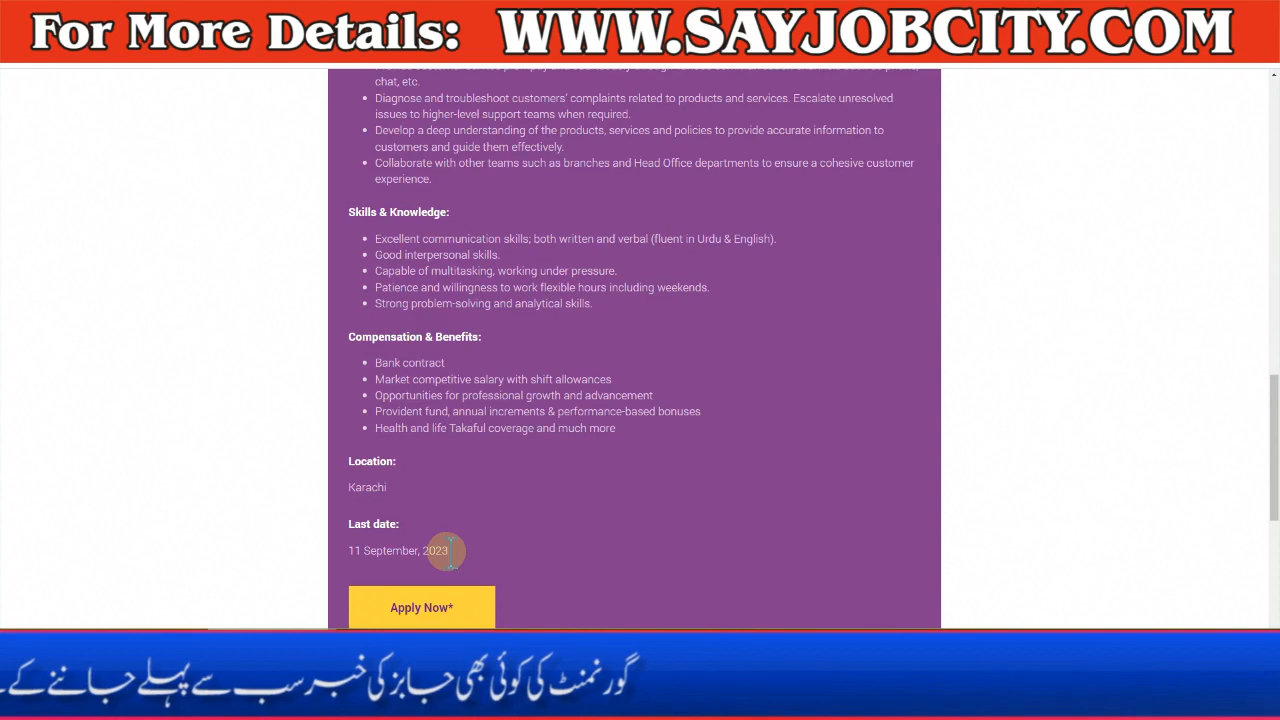 For More Details: WWW.SAYJOBCITY.COM
chat, etc.
Diagnose and troubleshoot customers' complaints related to products and services. Escalate unresolved
issues to higher-level support teams when required.
Develop a deep understanding of the products, services and policies to provide accurate information to
customers and guide them effectively.
Collaborate with other teams such as branches and Head Office departments to ensure a cohesive customer
experience.
Skills & Knowledge:
Excellent communication skills; both written and verbal (fluent in Urdu & English).
Good interpersonal skills.
Capable of multitasking, working under pressure.
Patience and willingness to work flexible hours including weekends.
Strong problem-solving and analytical skills.
Compensation & Benefits:
Bank contract
Market competitive salary with shift allowances
Opportunities for professional growth and advancement
Provident fund, annual increments & performance-based bonuses
Health and life Takaful coverage and much more
Location:
Karachi
Last date:
11 September, 2023
Apply Now*
گورنمنٹ کی کوئی بھی جابز کی خبر سب سے پہلے جاننے کے